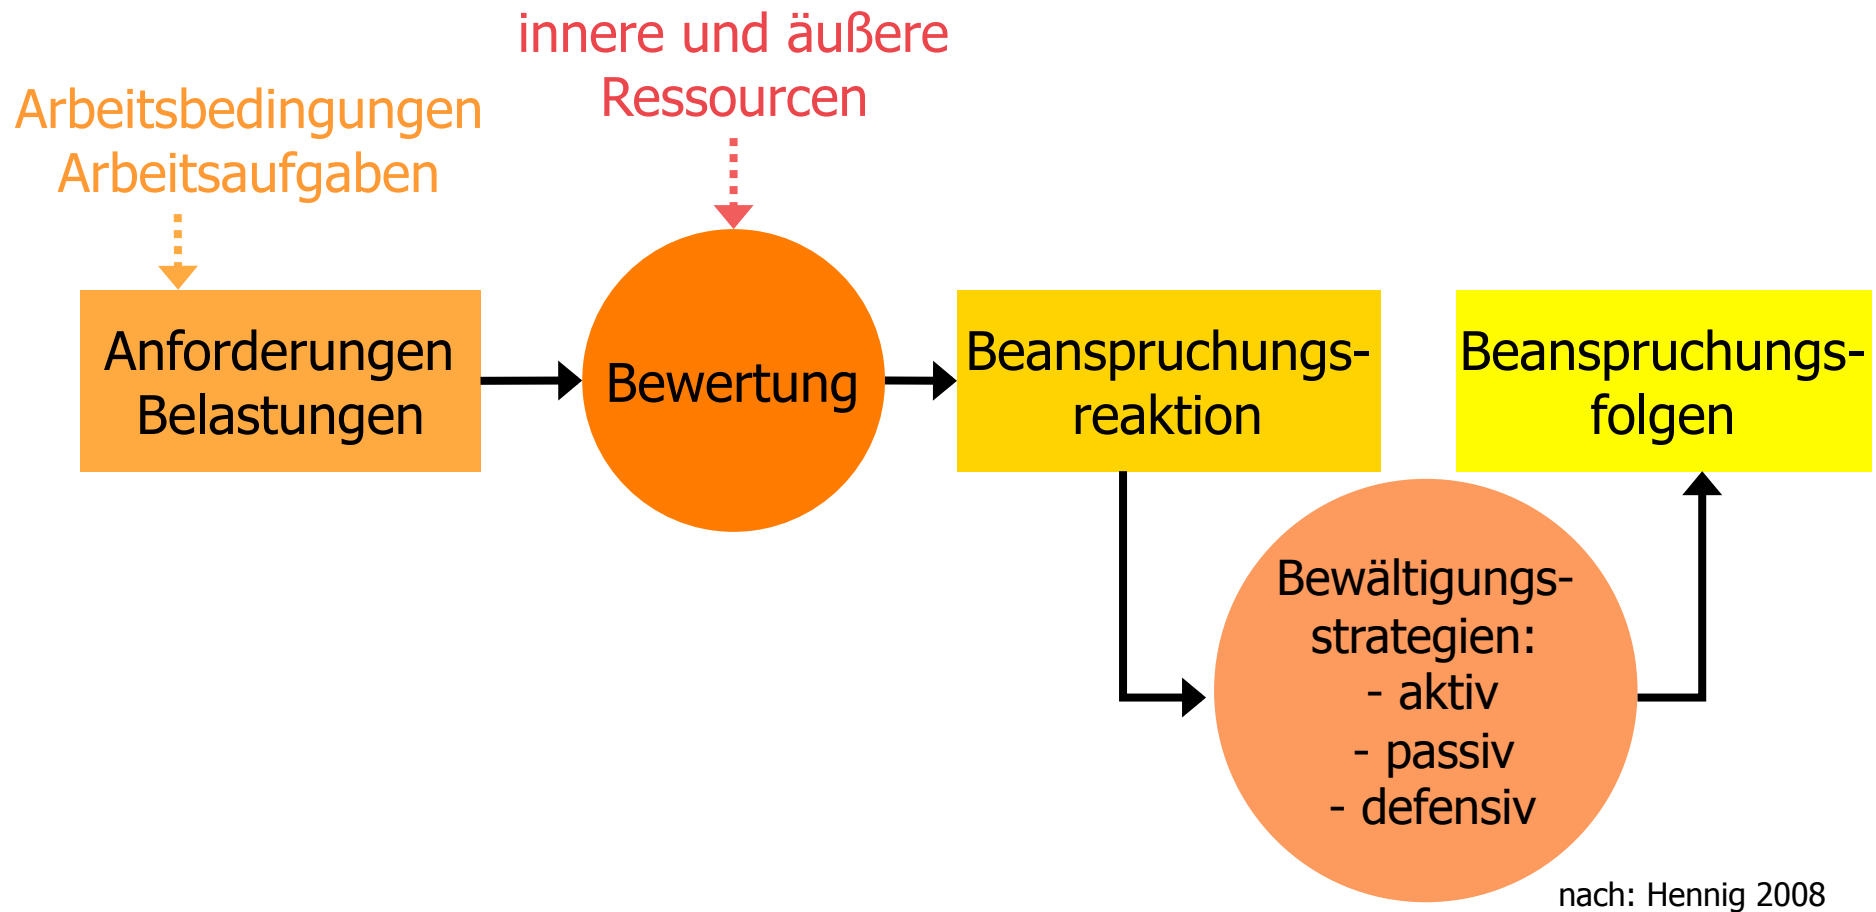 innere und äußere
Ressourcen
Arbeitsbedingungen
Arbeitsaufgaben
Anforderungen
Belastungen
Bewertung
Beanspruchungs-
reaktion
Beanspruchungs-
folgen
Bewältigungs-
strategien:
- aktiv
- passiv
- defensiv
nach: Hennig 2008